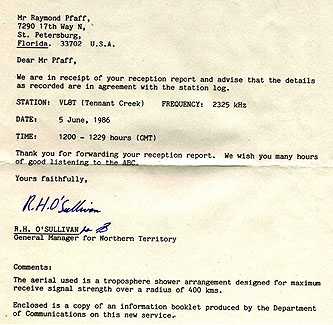 Mr Raymond Pfaff,
7290 17th Way N,
St. Petersburg,
Florida. 33702 U.S.A.
Dear Mr Pfaff,
We are in receipt of your reception report and advise that the details
as recorded are in agreement with the station log.
STATION: VL8T (Tennant Creek) FREQUENCY: 2325 kHz
DATE: 5 June, 1986
TIME: 1200 - 1229 hours (GMT)
Thank you for forwarding your reception report. We wish you many hours
of good listening to the ABC.
Yours faithfully,
R.H. O'Sullivan
R.H. O'SULLIVAN
General Manager for Northern Territory
Comments:
The aerial used is a troposphere shower arrangement designed for maximum
receive signal strength over a radius of 400 kms.
Enclosed is a copy of an information booklet produced by the Department
of Communications on this new service.